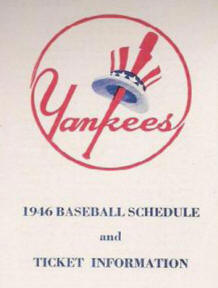 Yankees
1946 BASEBALL SCHEDULE
and
TICKET INFORMATION